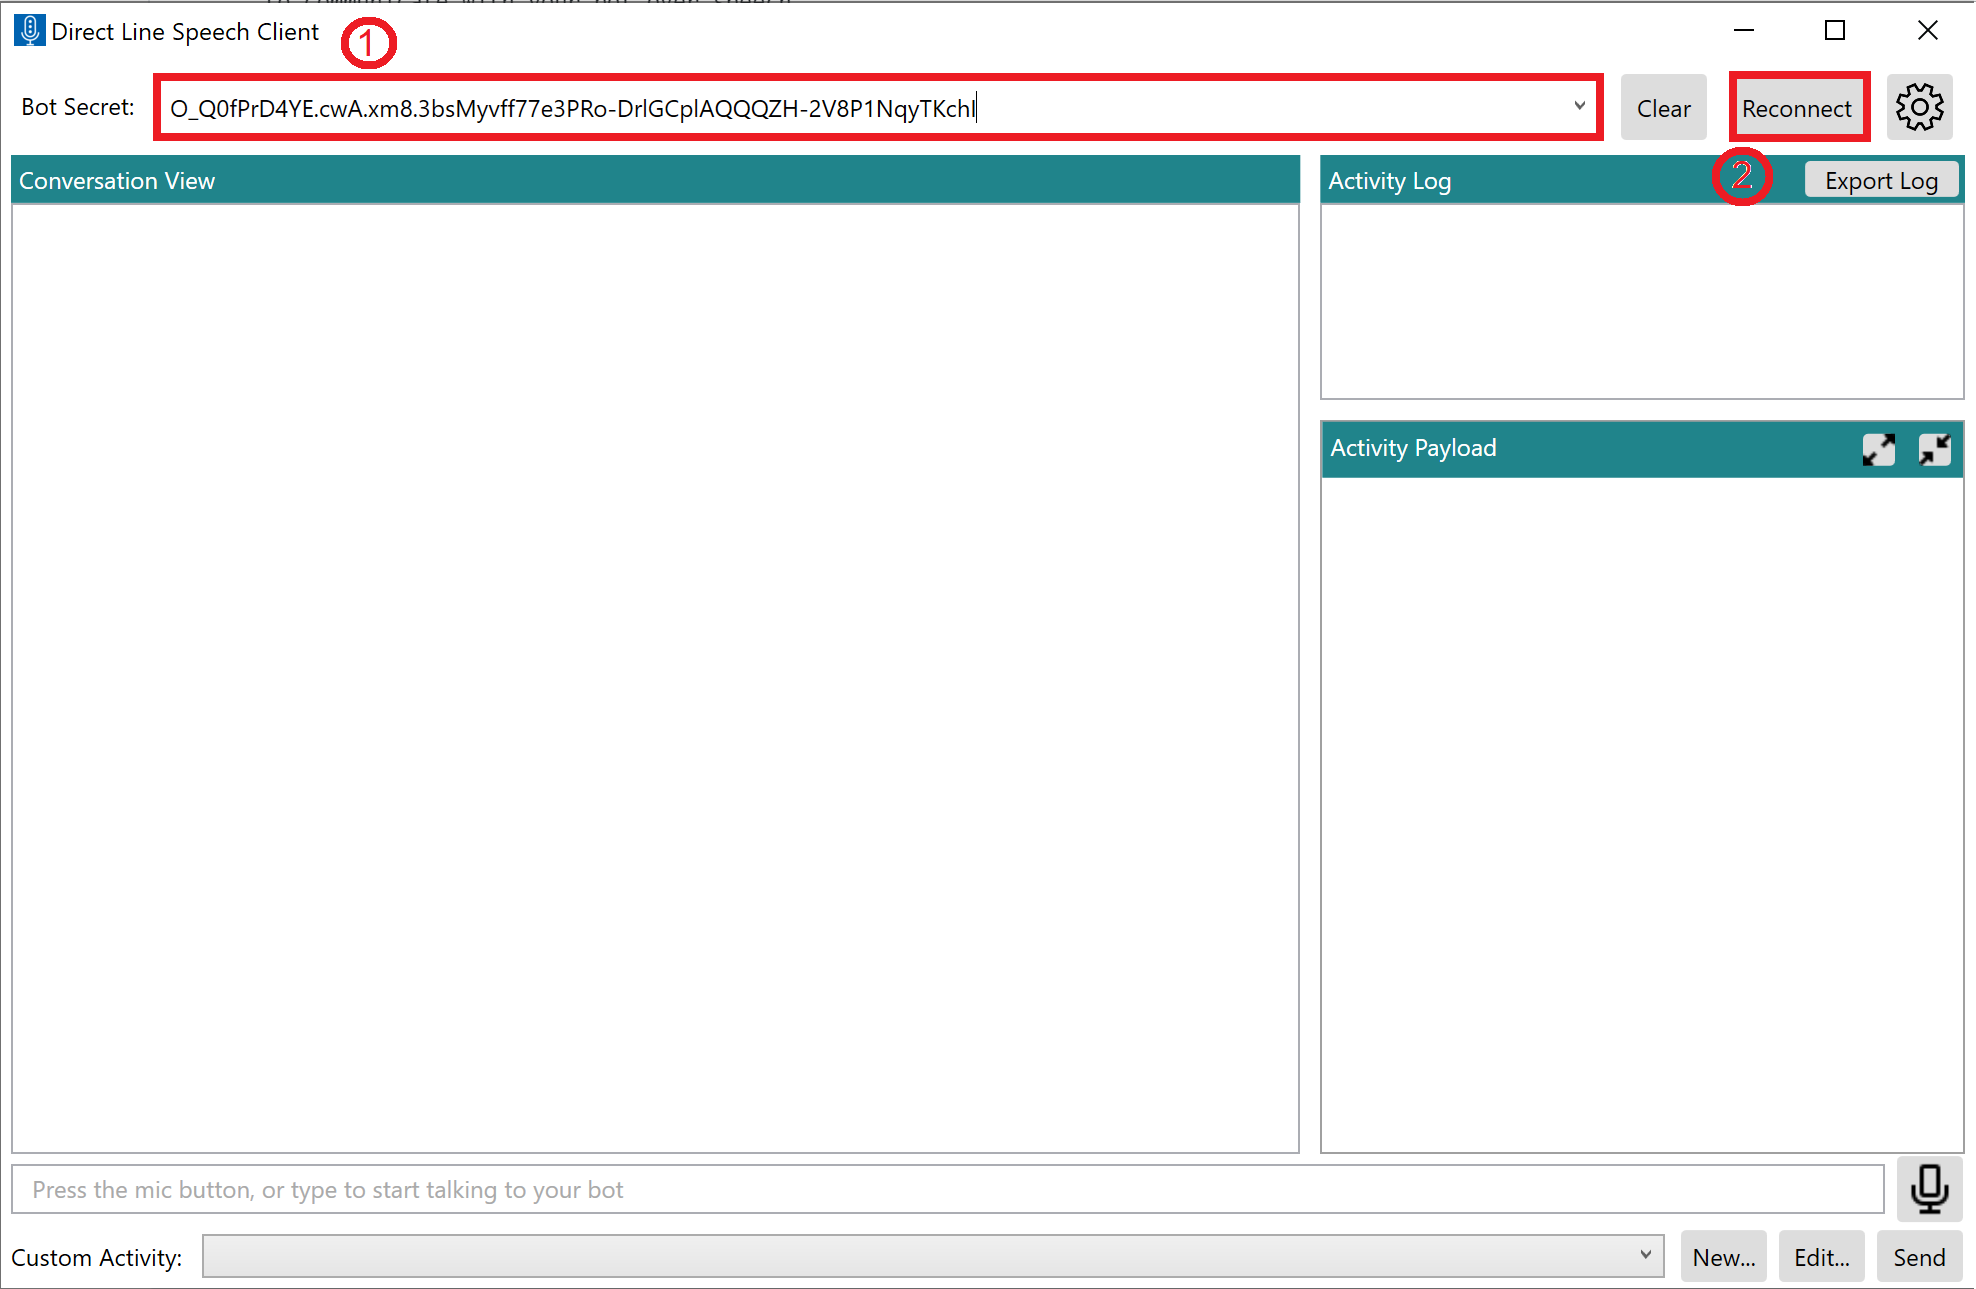 Direct Line Speech Client
1
Bot Secret:
O_Q0fPrD4YE.cwA.xm8.3bsMyvff77e3PRo-DrlGCplAQQQZH-2V8P1NqyTKchI
Clear
Reconnect
Conversation View
Activity Log
2
Export Log
Activity Payload
Press the mic button, or type to start talking to your bot
Custom Activity:
New...
Edit...
Send